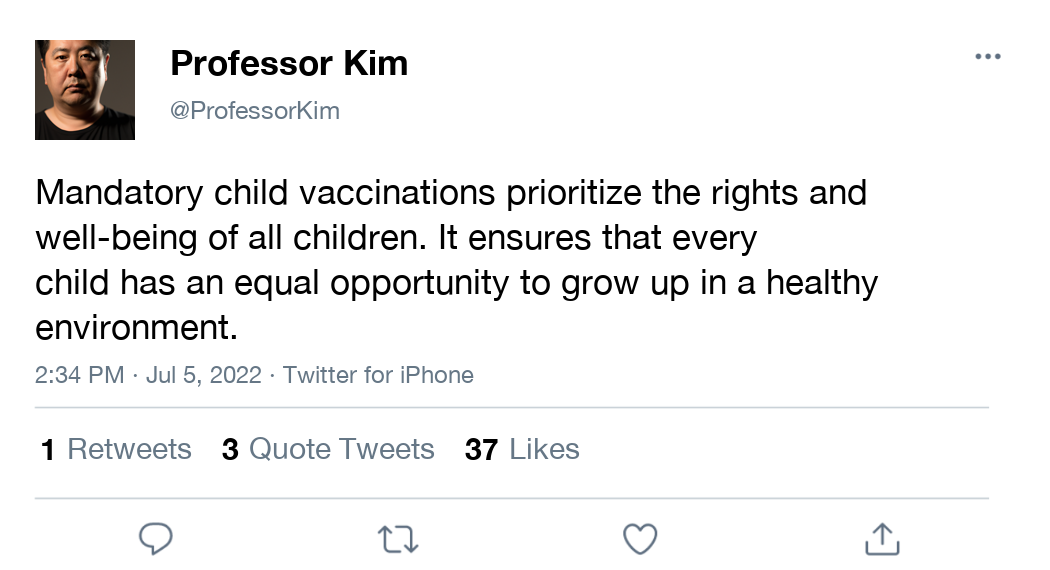 Professor Kim
@ProfessorKim
Mandatory child vaccinations prioritize the rights and
well-being of all children. It ensures that every
child has an equal opportunity to grow up in a healthy
environment.
2:34 PM · Jul 5, 2022 · Twitter for iPhone
1 Retweets 3 Quote Tweets 37 Likes